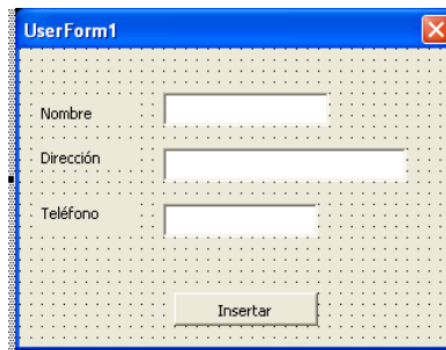 UserForm1
Nombre
Dirección
Teléfono
Insertar